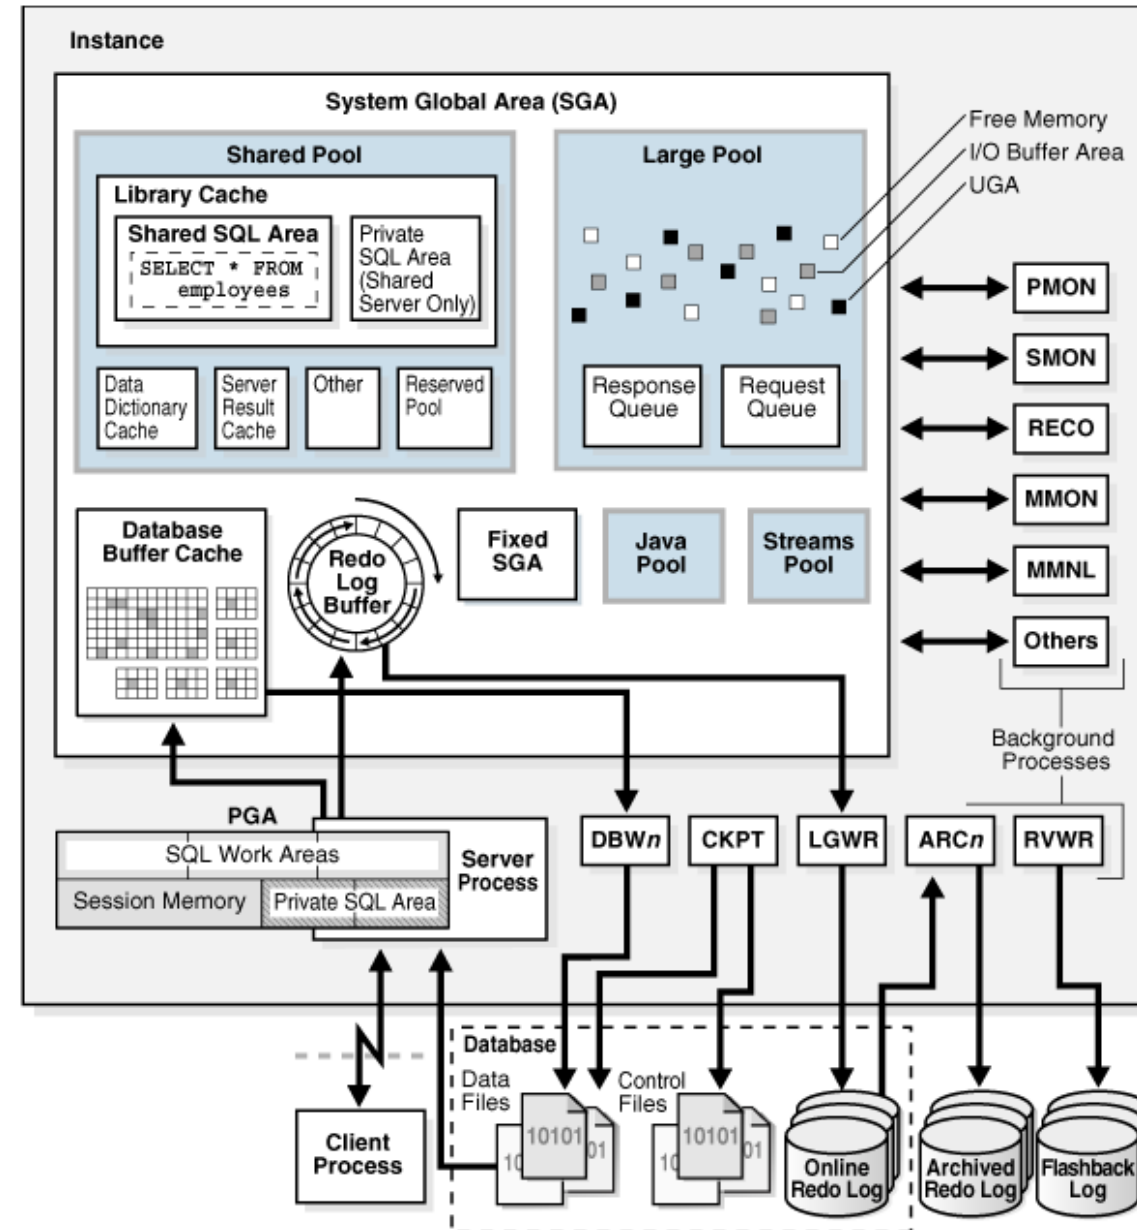 Instance
System Global Area (SGA)
Shared Pool
Library Cache
Shared SQL Area
SELECT * FROM
employees
Private
SQL Area
(Shared
Server Only)
Data
Dictionary
Cache
Server
Result
Cache
Other
Reserved
Pool
Large Pool
Response
Queue
Request
Queue
Free Memory
I/O Buffer Area
UGA
Database
Buffer Cache
Redo
Log
Buffer
Fixed
SGA
Java
Pool
Streams
Pool
PMON
SMON
RECO
MMON
MMNL
Others
Background
Processes
PGA
SQL Work Areas
Session Memory
Private SQL Area
Server
Process
DBWn
CKPT
LGWR
ARCn
RVWR
Client
Process
Database
Data
Files
10101
10
01
Control
Files
10101
10
01
Online
Redo Log
Archived
Redo Log
Flashback
Log